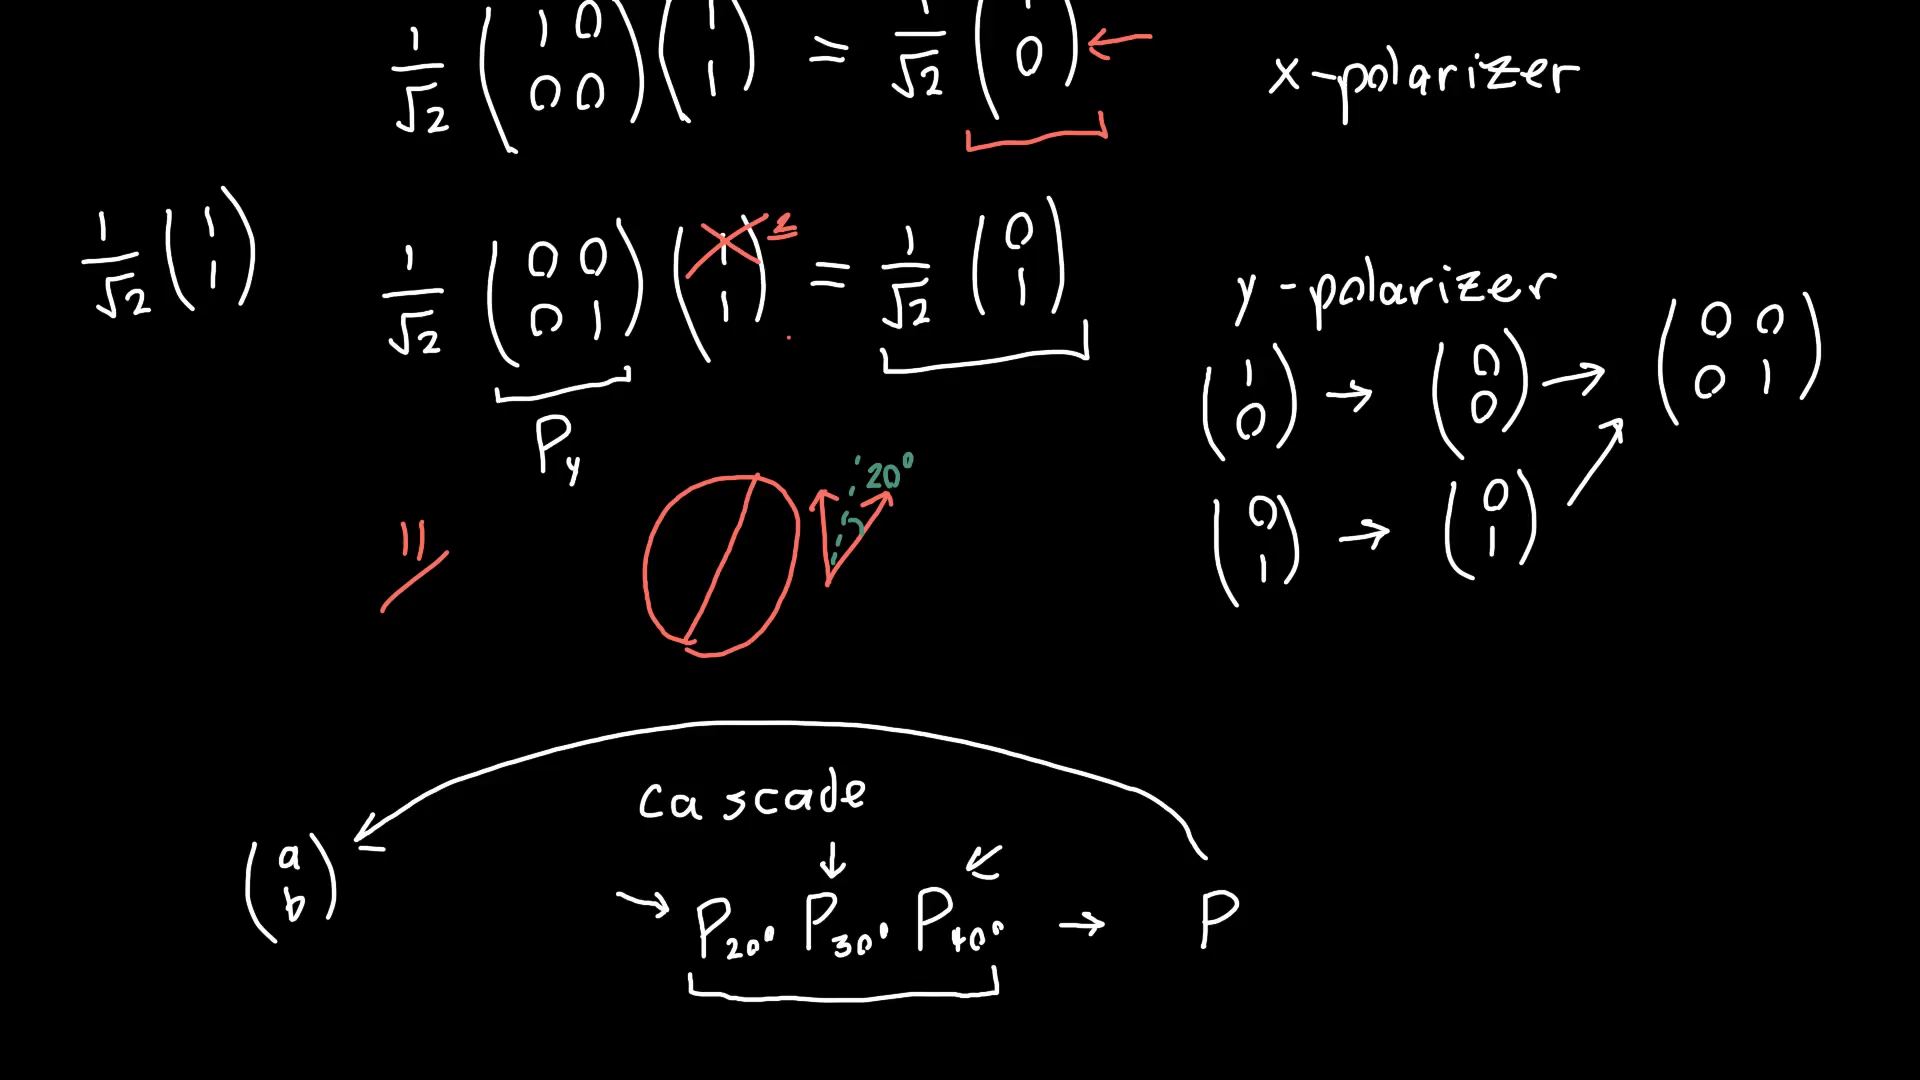 1/√2 (1 0 / 0 0) (1 / 1) = 1/√2 (1 / 0) x-polarizer
1/√2 (1 / 1) 1/√2 (0 0 / 0 1) (1 / 1) = 1/√2 (0 / 1) y-polarizer
P_y
(1 / 0) → (0 / 0) → (0 0 / 0 1)
(0 / 1) → (0 / 1)
20°
cascade
(a / b) → P_20° P_30° P_40° → P